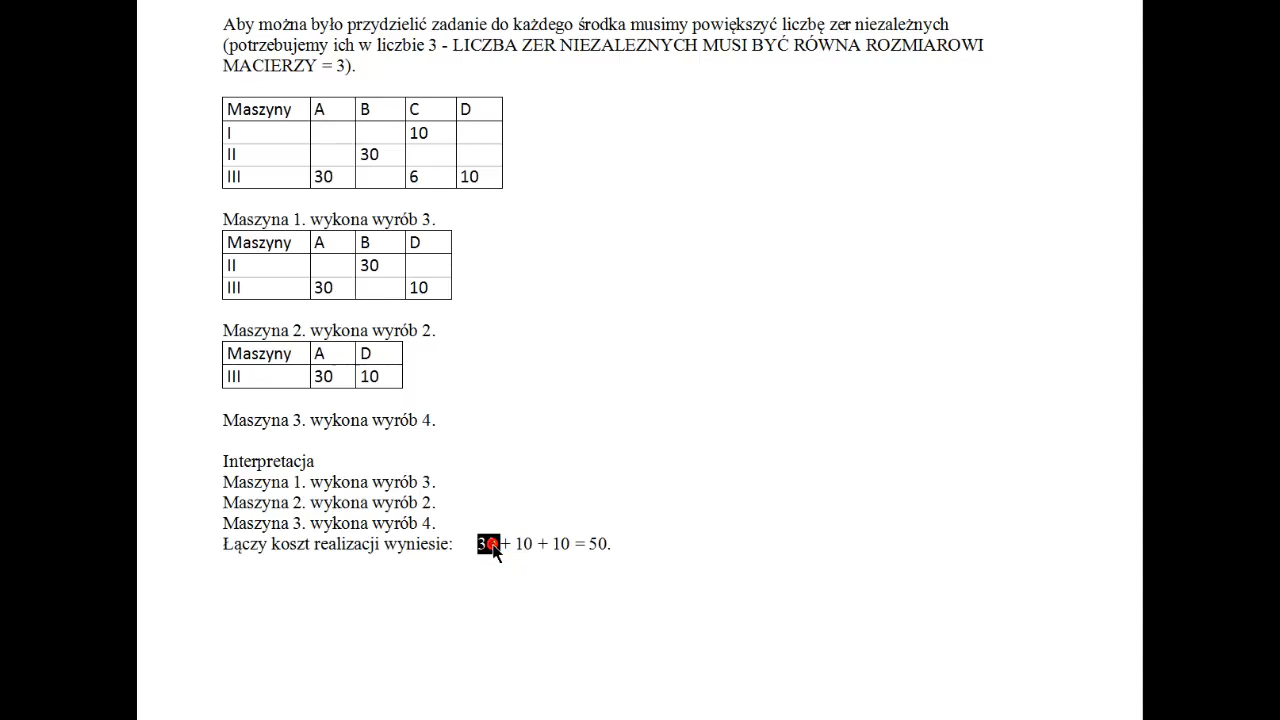 Aby można było przydzielić zadanie do każdego środka musimy powiększyć liczbę zer niezależnych
(potrzebujemy ich w liczbie 3 - LICZBA ZER NIEZALEZNYCH MUSI BYĆ RÓWNA ROZMIAROWI
MACIERZY = 3).
Maszyny A B C D
I 10
II 30
III 30 6 10
Maszyna 1. wykona wyrób 3.
Maszyny A B D
II 30
III 30 10
Maszyna 2. wykona wyrób 2.
Maszyny A D
III 30 10
Maszyna 3. wykona wyrób 4.
Interpretacja
Maszyna 1. wykona wyrób 3.
Maszyna 2. wykona wyrób 2.
Maszyna 3. wykona wyrób 4.
Łączy koszt realizacji wyniesie: 30 + 10 + 10 = 50.